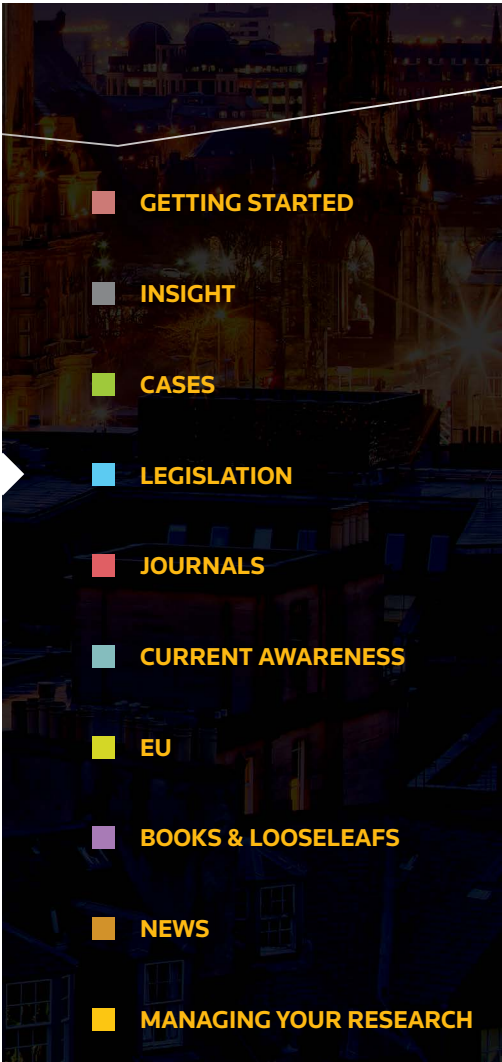 GETTING STARTED
INSIGHT
CASES
LEGISLATION
JOURNALS
CURRENT AWARENESS
EU
BOOKS & LOOSELEAFS
NEWS
MANAGING YOUR RESEARCH